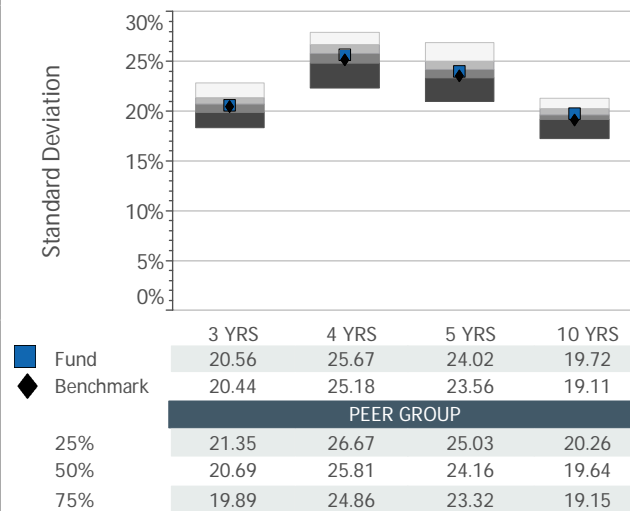 Standard Deviation
30%
25%
20%
15%
10%
5%
0%
3 YRS 4 YRS 5 YRS 10 YRS
Fund 20.56 25.67 24.02 19.72
Benchmark 20.44 25.18 23.56 19.11
PEER GROUP
25% 21.35 26.67 25.03 20.26
50% 20.69 25.81 24.16 19.64
75% 19.89 24.86 23.32 19.15